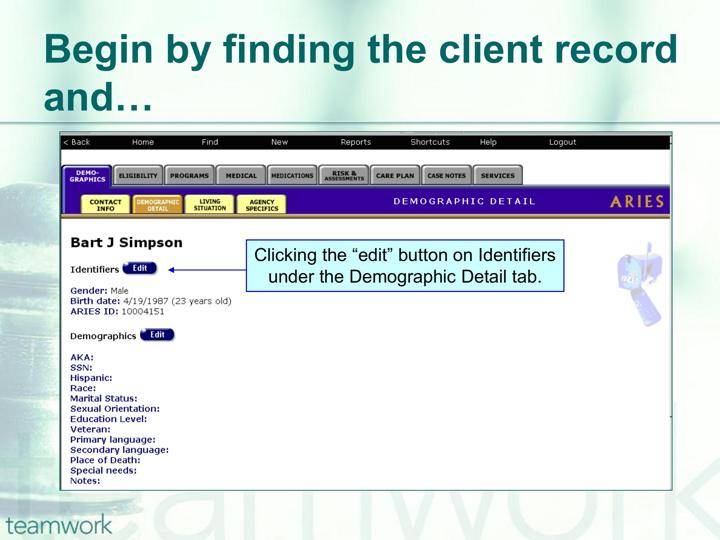 Begin by finding the client record
and…
< Back Home Find New Reports Shortcuts Help Logout
DEMO-
GRAPHICS ELIGIBILITY PROGRAMS MEDICAL MEDICATIONS RISK &
ASSESSMENTS CARE PLAN CASE NOTES SERVICES
CONTACT
INFO DEMOGRAPHIC
DETAIL LIVING
SITUATION AGENCY
SPECIFICS DEMOGRAPHIC DETAIL ARIES
Bart J Simpson
Identifiers Edit
Clicking the “edit” button on Identifiers
under the Demographic Detail tab.
Gender: Male
Birth date: 4/19/1987 (23 years old)
ARIES ID: 10004151
Demographics Edit
AKA:
SSN:
Hispanic:
Race:
Marital Status:
Sexual Orientation:
Education Level:
Veteran:
Primary language:
Secondary language:
Place of Death:
Special needs:
Notes:
teamwork
teamwork